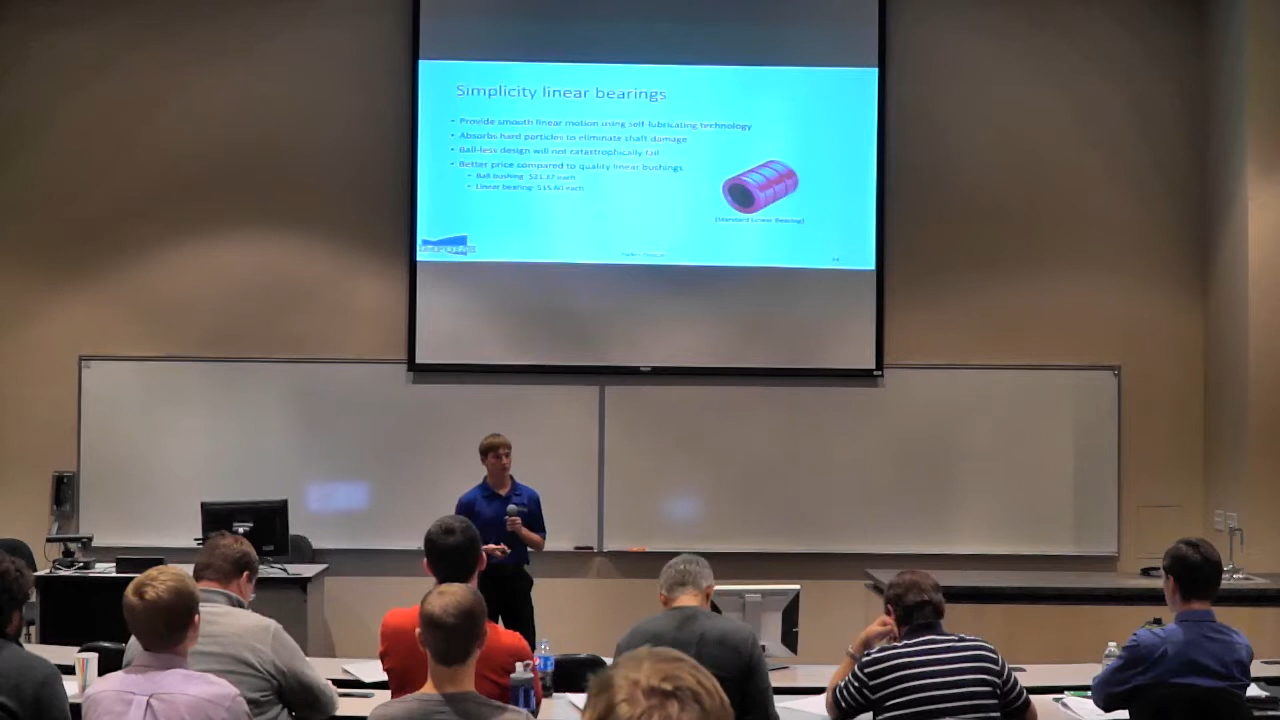 Simplicity linear bearings
• Provide smooth linear motion using self-lubricating technology
• Absorbs hard particles to eliminate shaft damage
• Ball-less design will not catastrophically fail
• Better price compared to quality linear bushings
• Ball bushing- $21.37 each
• Linear bearing- $15.60 each
(Standard Linear Bearing)